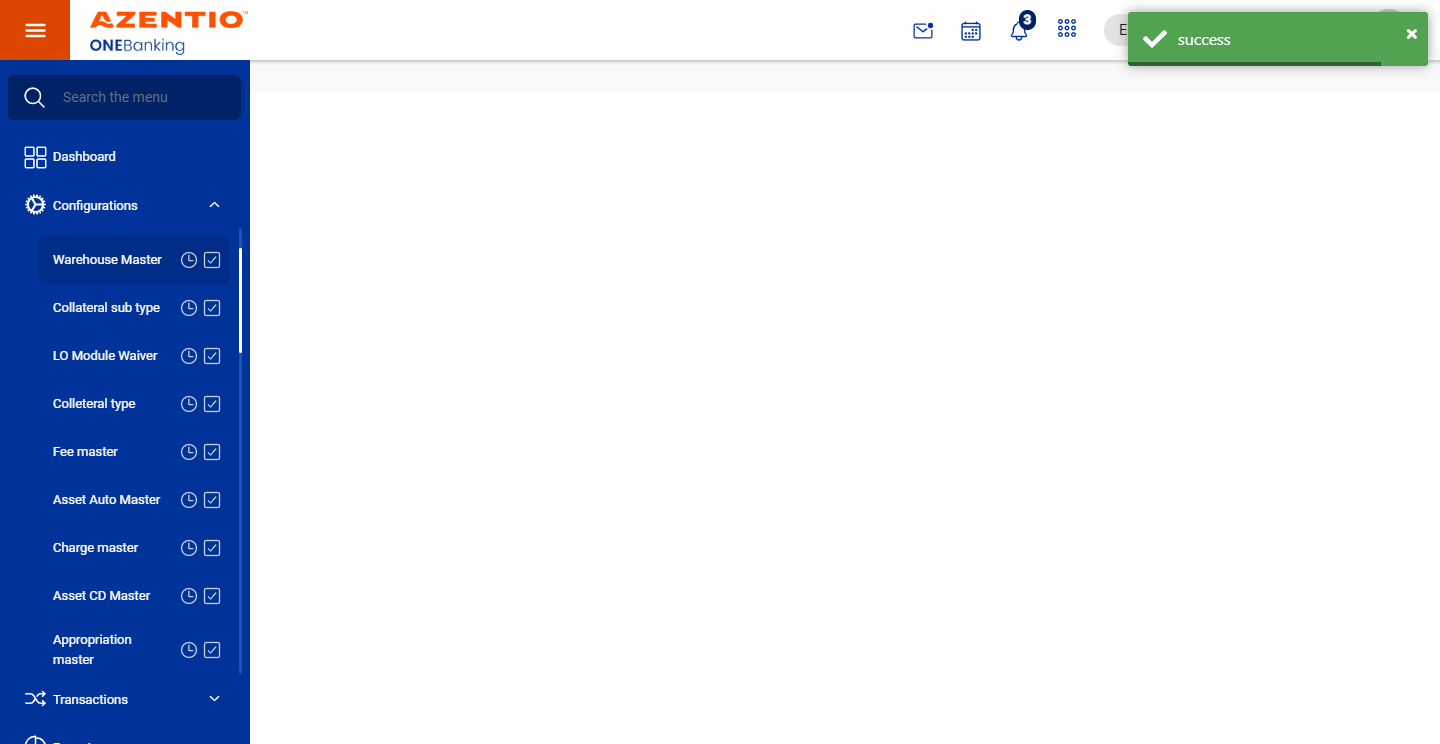 AZENTIO™
ONEBanking
3
E
success
Search the menu
Dashboard
Configurations
Warehouse Master
Collateral sub type
LO Module Waiver
Colleteral type
Fee master
Asset Auto Master
Charge master
Asset CD Master
Appropriation
master
Transactions